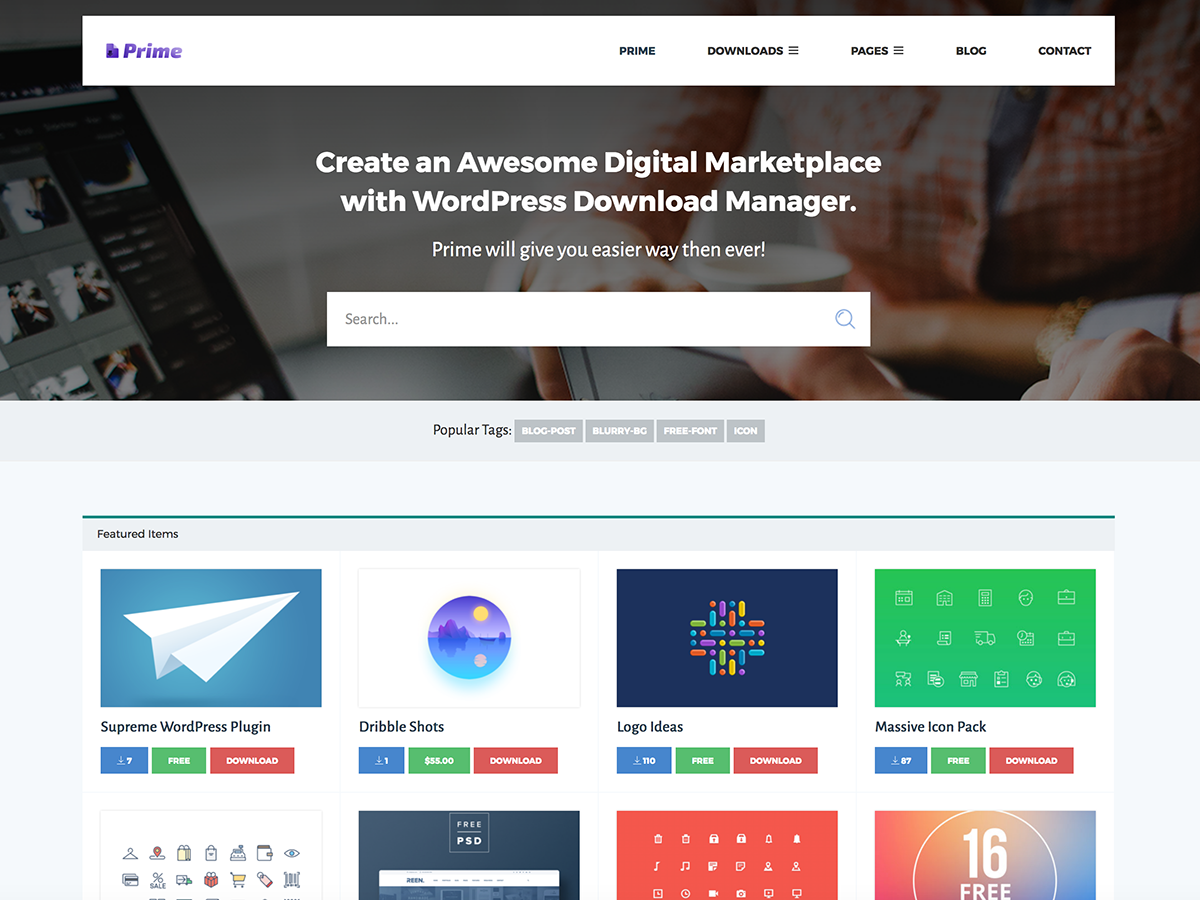 Prime
PRIME DOWNLOADS PAGES BLOG CONTACT
Create an Awesome Digital Marketplace
with WordPress Download Manager.
Prime will give you easier way then ever!
Search...
Popular Tags: BLOG-POST BLURRY-BG FREE-FONT ICON
Featured Items
Supreme WordPress Plugin
7 FREE DOWNLOAD
Dribble Shots
1 $55.00 DOWNLOAD
Logo Ideas
110 FREE DOWNLOAD
Massive Icon Pack
87 FREE DOWNLOAD
% SALE
FREE
PSD
REEN.
16
FREE